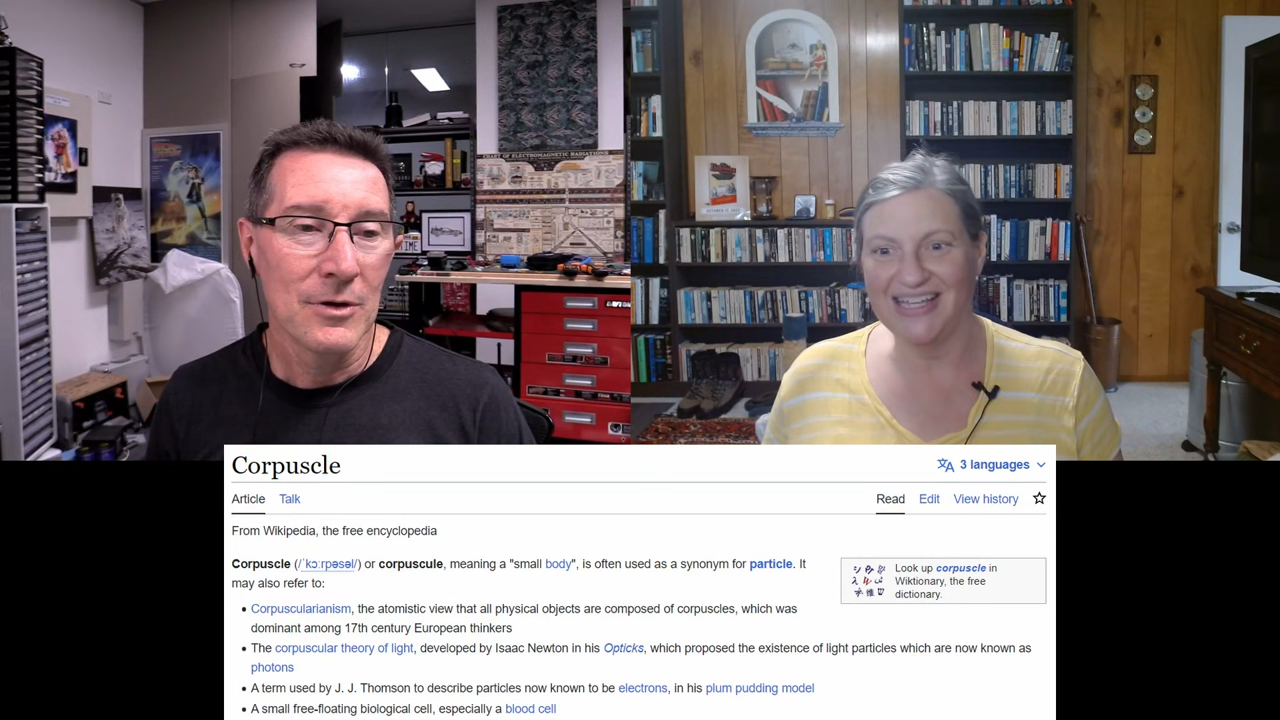 CHART OF ELECTROMAGNETIC RADIATIONS
TIME
Corpuscle
3 languages
Article Talk
Read Edit View history
From Wikipedia, the free encyclopedia
Corpuscle (/ˈkɔːrpəsəl/) or corpuscule, meaning a "small body", is often used as a synonym for particle. It
may also refer to:
Look up corpuscle in
Wiktionary, the free
dictionary.
• Corpuscularianism, the atomistic view that all physical objects are composed of corpuscles, which was
dominant among 17th century European thinkers
• The corpuscular theory of light, developed by Isaac Newton in his Opticks, which proposed the existence of light particles which are now known as
photons
• A term used by J. J. Thomson to describe particles now known to be electrons, in his plum pudding model
• A small free-floating biological cell, especially a blood cell